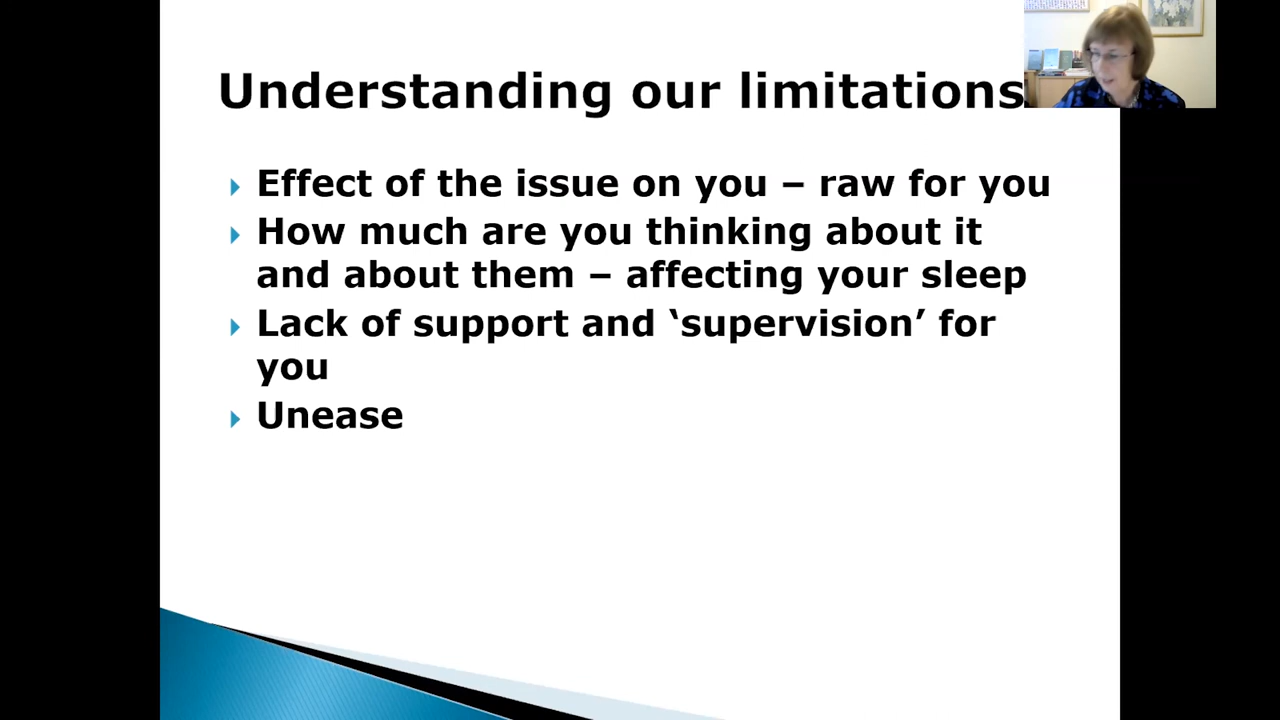 Understanding our limitations
Effect of the issue on you – raw for you
How much are you thinking about it
and about them – affecting your sleep
Lack of support and ‘supervision’ for
you
Unease